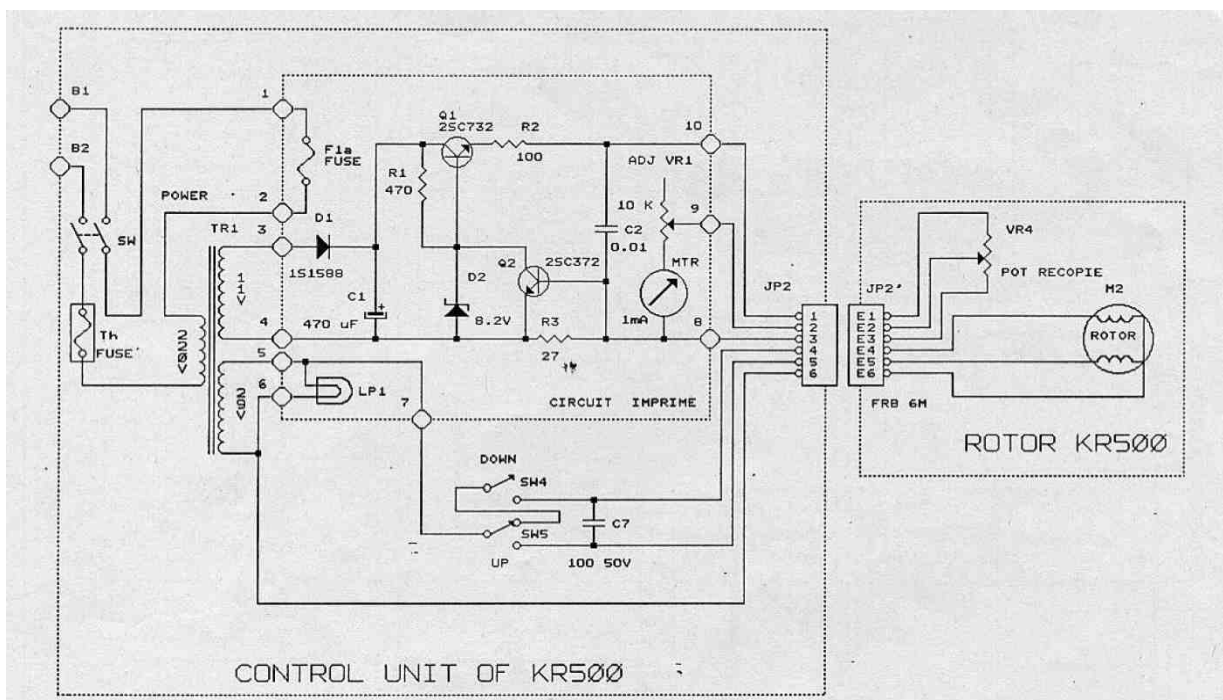 B1
B2
SW
Th
FUSE
POWER
TR1
220V
11V
28V
1
2
3
4
5
6
7
F1a
FUSE
D1
1S1588
C1
+
470 uF
LP1
R1
470
Q1
2SC732
R2
100
D2
8.2V
Q2
2SC372
R3
27
C2
0.01
ADJ VR1
10 K
MTR
1mA
10
9
8
CIRCUIT IMPRIME
DOWN
SW4
SW5
UP
C7
100 50V
JP2
1
2
3
4
5
6
JP2'
E1
E2
E3
E4
E5
E6
FRB 6M
VR4
POT RECOPIE
M2
ROTOR
ROTOR KR500
CONTROL UNIT OF KR500